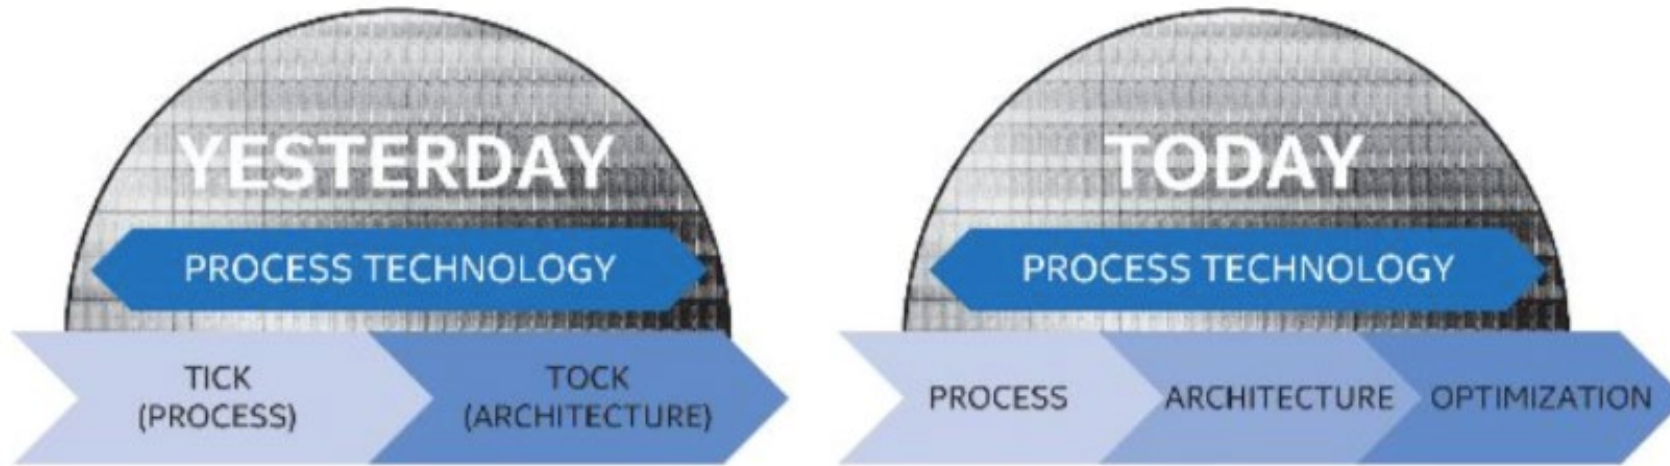 YESTERDAY
PROCESS TECHNOLOGY
TICK
(PROCESS)
TOCK
(ARCHITECTURE)
TODAY
PROCESS TECHNOLOGY
PROCESS
ARCHITECTURE
OPTIMIZATION